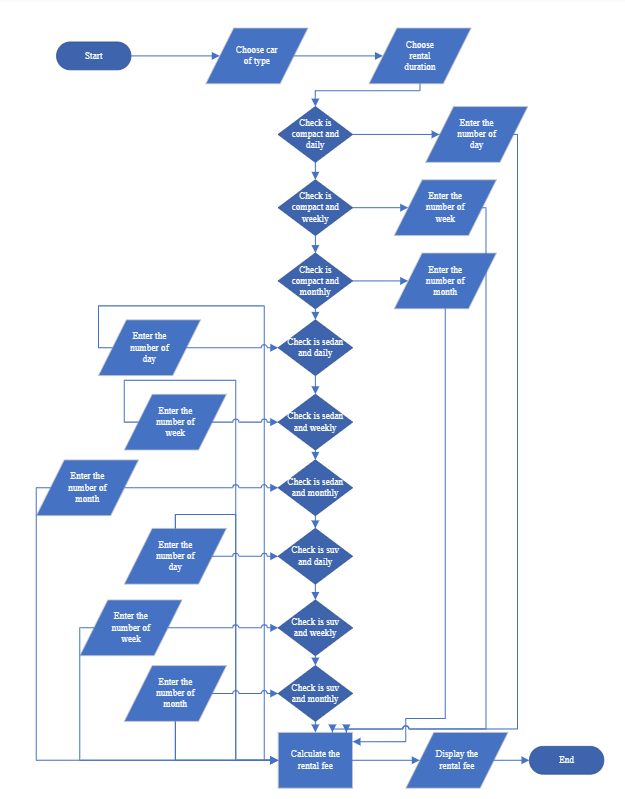 Start
Choose car
of type
Choose
rental
duration
Check is
compact and
daily
Enter the
number of
day
Check is
compact and
weekly
Enter the
number of
week
Check is
compact and
monthly
Enter the
number of
month
Enter the
number of
day
Check is sedan
and daily
Enter the
number of
week
Check is sedan
and weekly
Enter the
number of
month
Check is sedan
and monthly
Enter the
number of
day
Check is suv
and daily
Enter the
number of
week
Check is suv
and weekly
Enter the
number of
month
Check is suv
and monthly
Calculate the
rental fee
Display the
rental fee
End